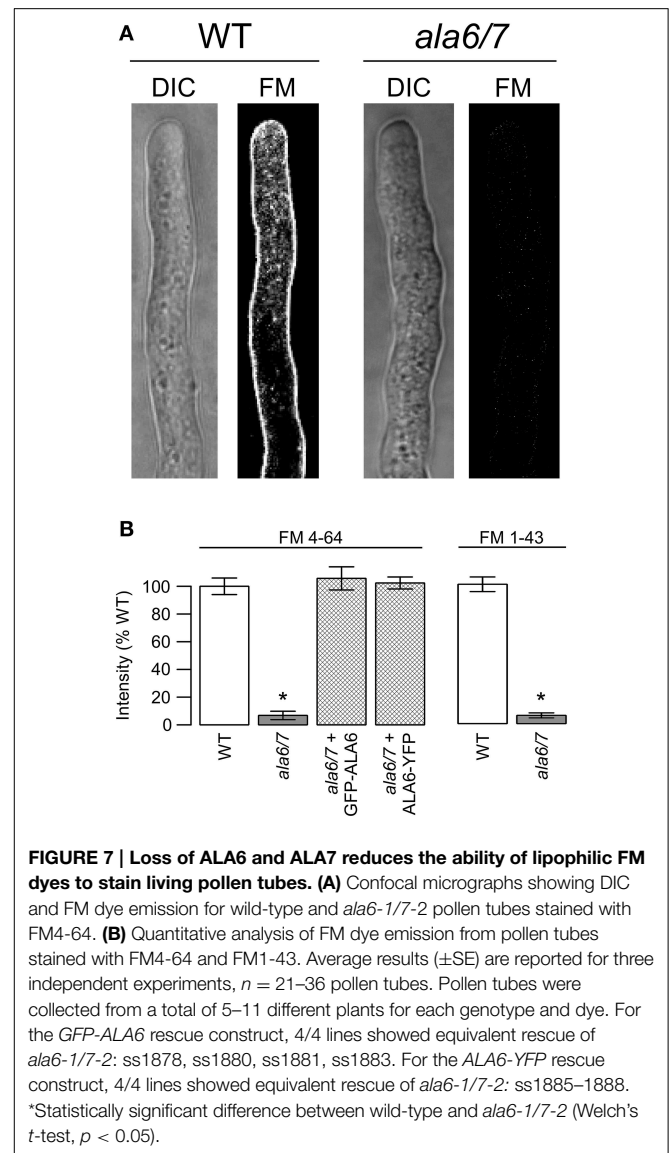 A
WT
ala6/7
DIC
FM
DIC
FM
B
FM 4-64
FM 1-43
Intensity (% WT)
100
80
60
40
20
0
*
*
WT
ala6/7
ala6/7 +
GFP-ALA6
ala6/7 +
ALA6-YFP
WT
ala6/7
FIGURE 7 | Loss of ALA6 and ALA7 reduces the ability of lipophilic FM
dyes to stain living pollen tubes. (A) Confocal micrographs showing DIC
and FM dye emission for wild-type and ala6-1/7-2 pollen tubes stained with
FM4-64. (B) Quantitative analysis of FM dye emission from pollen tubes
stained with FM4-64 and FM1-43. Average results (±SE) are reported for three
independent experiments, n = 21–36 pollen tubes. Pollen tubes were
collected from a total of 5–11 different plants for each genotype and dye. For
the GFP-ALA6 rescue construct, 4/4 lines showed equivalent rescue of
ala6-1/7-2: ss1878, ss1880, ss1881, ss1883. For the ALA6-YFP rescue
construct, 4/4 lines showed equivalent rescue of ala6-1/7-2: ss1885–1888.
*Statistically significant difference between wild-type and ala6-1/7-2 (Welch's
t-test, p < 0.05).